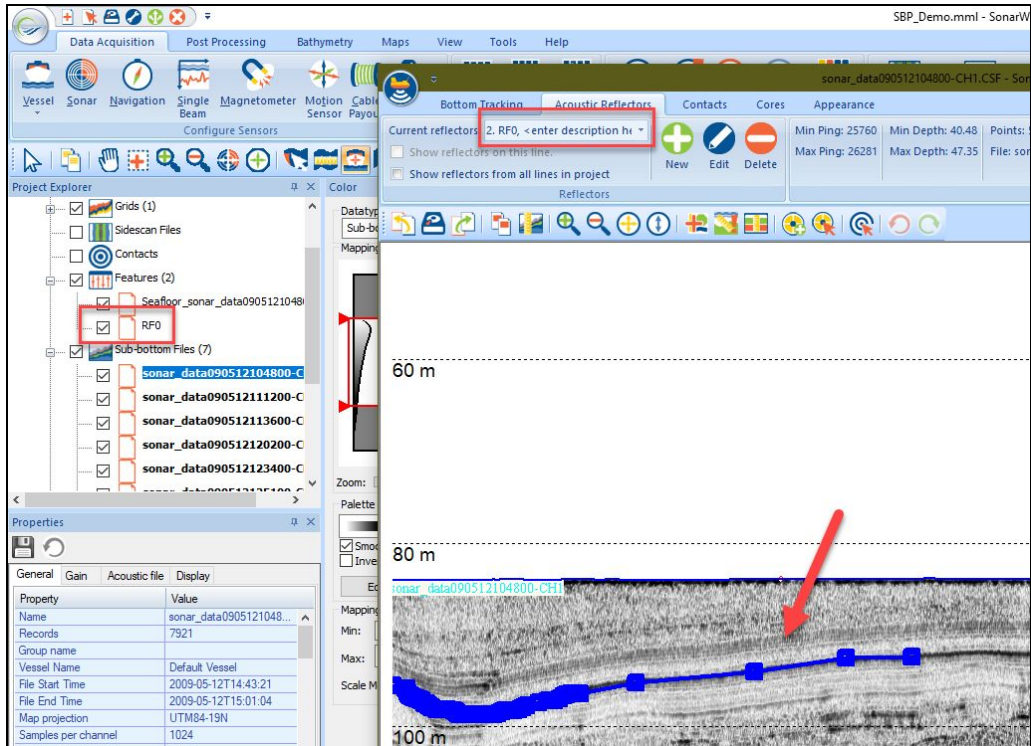 SBP_Demo.mml - SonarW
Data Acquisition Post Processing Bathymetry Maps View Tools Help
Vessel Sonar Navigation Single Beam Magnetometer Motion Sensor Cable Payou
Configure Sensors
Project Explorer
Grids (1)
Sidescan Files
Contacts
Features (2)
Seafloor_sonar_data0905121048
RF0
Sub-bottom Files (7)
sonar_data090512104800-C
sonar_data090512111200-C
sonar_data090512113600-C
sonar_data090512120200-C
sonar_data090512123400-C
Properties
General Gain Acoustic file Display
Property Value
Name sonar_data0905121048...
Records 7921
Group name
Vessel Name Default Vessel
File Start Time 2009-05-12T14:43:21
File End Time 2009-05-12T15:01:04
Map projection UTM84-19N
Samples per channel 1024
Color
Datatyp
Sub-bo
Mapping
Zoom:
Palette
Smoo
Inve
Ed
Mapping
Min:
Max:
Scale M
sonar_data090512104800-CH1.CSF - Son
Bottom Tracking Acoustic Reflectors Contacts Cores Appearance
Current reflectors 2. RF0, <enter description he
Show reflectors on this line.
Show reflectors from all lines in project
New Edit Delete
Reflectors
Min Ping: 25760 Min Depth: 40.48 Points:
Max Ping: 26281 Max Depth: 47.35 File: son
60 m
80 m
sonar_data090512104800-CH1
100 m